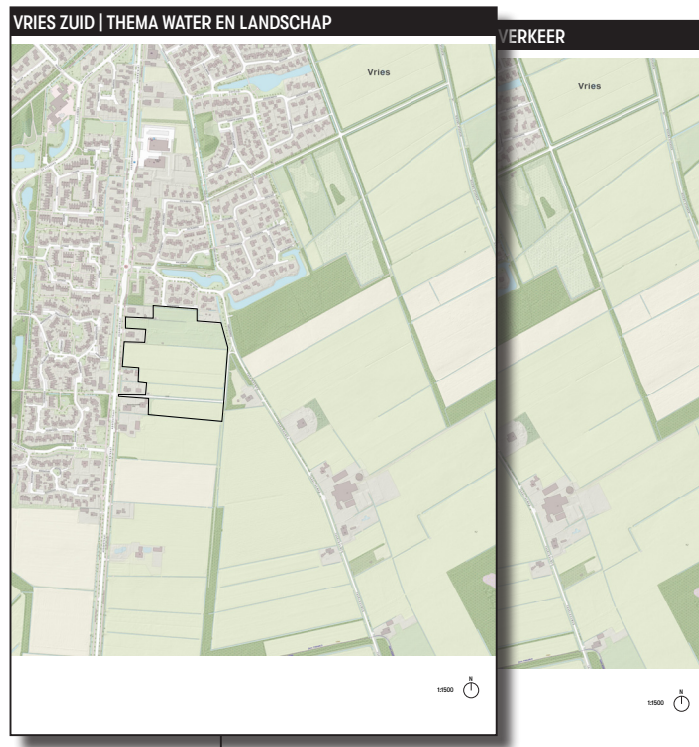 VRIES ZUID | THEMA WATER EN LANDSCHAP
VERKEER
Vries
Vries
N
1:1500
N
1:1500